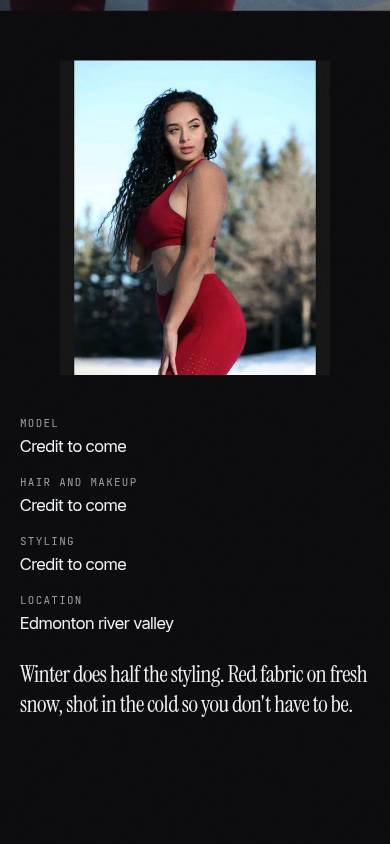 MODEL
Credit to come
HAIR AND MAKEUP
Credit to come
STYLING
Credit to come
LOCATION
Edmonton river valley
Winter does half the styling. Red fabric on fresh
snow, shot in the cold so you don't have to be.